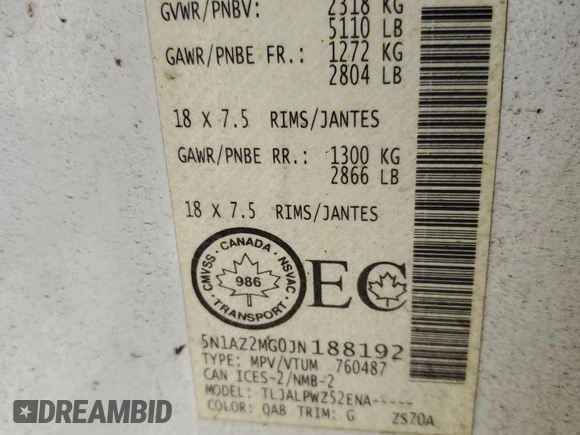 GVWR/PNBV: 2318 KG
5110 LB
GAWR/PNBE FR.: 1272 KG
2804 LB
18 X 7.5 RIMS/JANTES
GAWR/PNBE RR.: 1300 KG
2866 LB
18 X 7.5 RIMS/JANTES
CANADA
CMVSS NSVAC
986
TRANSPORT
EC
5N1AZ2MG0JN188192
TYPE: MPV/VTUM 760487
CAN ICES-2/NMB-2
MODEL: TLJALPWZ52ENA-----
COLOR: QAB TRIM: G ZS70A
DREAMBID